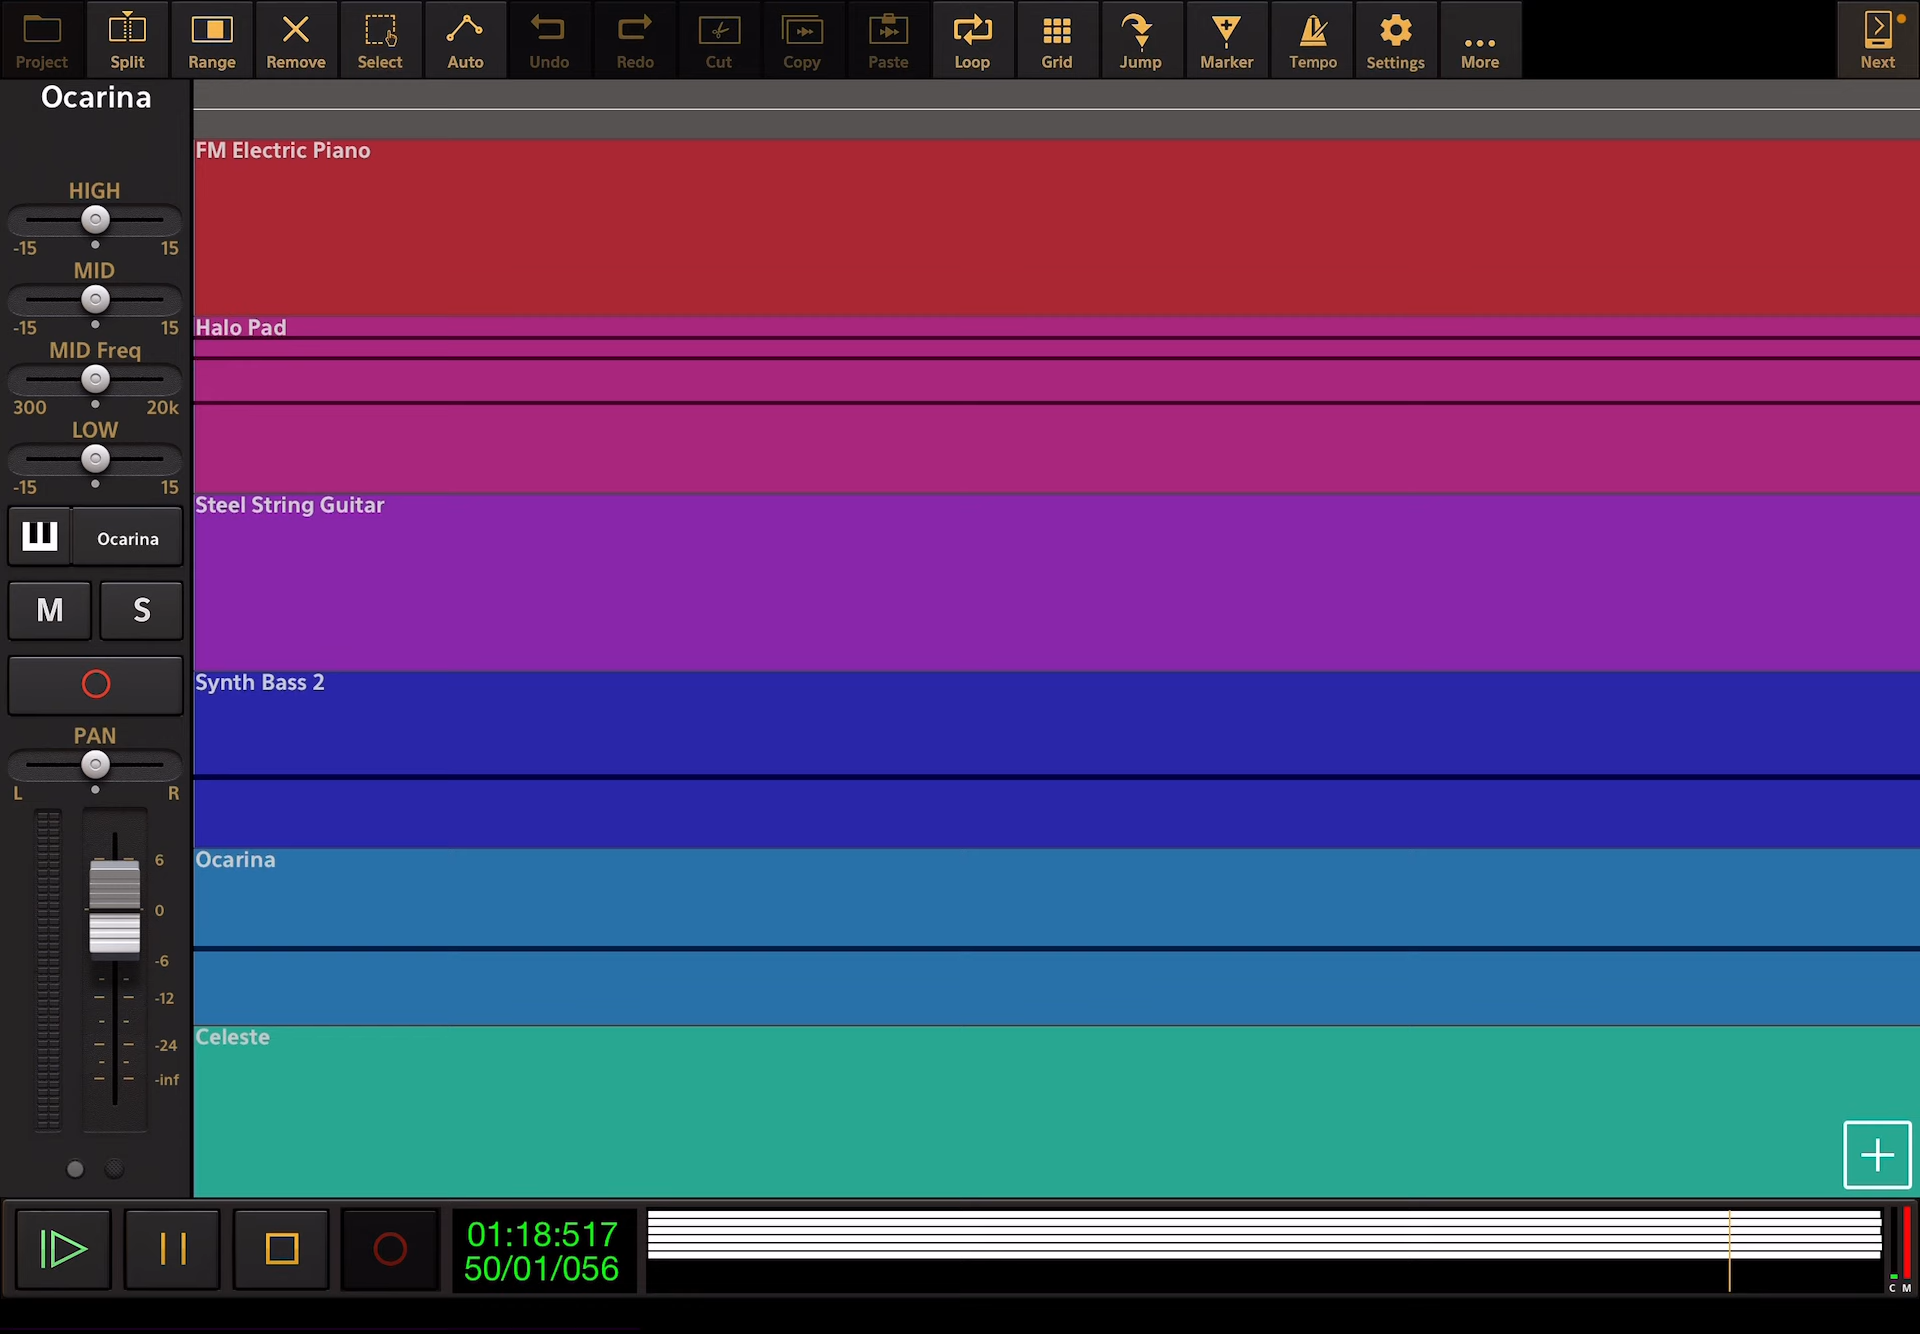 Project Split Range Remove Select Auto Undo Redo Cut Copy Paste Loop Grid Jump Marker Tempo Settings More Next
Ocarina
HIGH
-15 15
MID
-15 15
MID Freq
300 20k
LOW
-15 15
Ocarina
M S
PAN
L R
6
0
-6
-12
-24
-inf
FM Electric Piano
Halo Pad
Steel String Guitar
Synth Bass 2
Ocarina
Celeste
01:18:517
50/01/056
C M